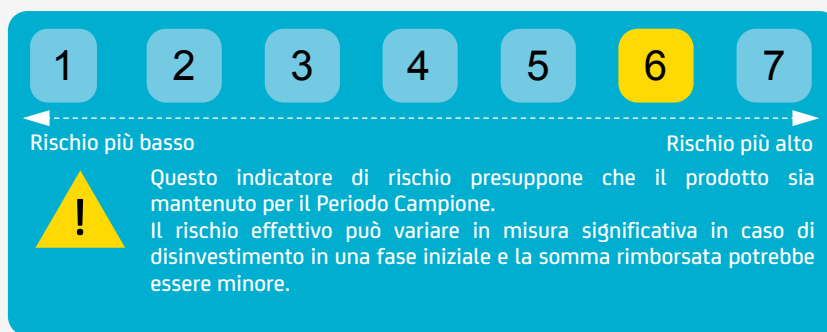 1 2 3 4 5 6 7
Rischio più basso Rischio più alto
!
Questo indicatore di rischio presuppone che il prodotto sia
mantenuto per il Periodo Campione.
Il rischio effettivo può variare in misura significativa in caso di
disinvestimento in una fase iniziale e la somma rimborsata potrebbe
essere minore.